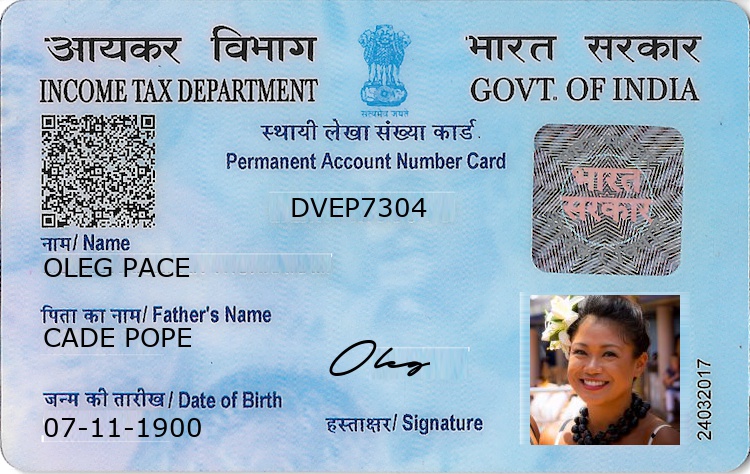 आयकर विभाग
INCOME TAX DEPARTMENT
भारत सरकार
GOVT. OF INDIA
सत्यमेव जयते
स्थायी लेखा संख्या कार्ड
Permanent Account Number Card
DVEP7304
भारत
सरकार
नाम/ Name
OLEG PACE
पिता का नाम/ Father's Name
CADE POPE
Oleg
जन्म की तारीख / Date of Birth
07-11-1900
हस्ताक्षर/ Signature
24032017